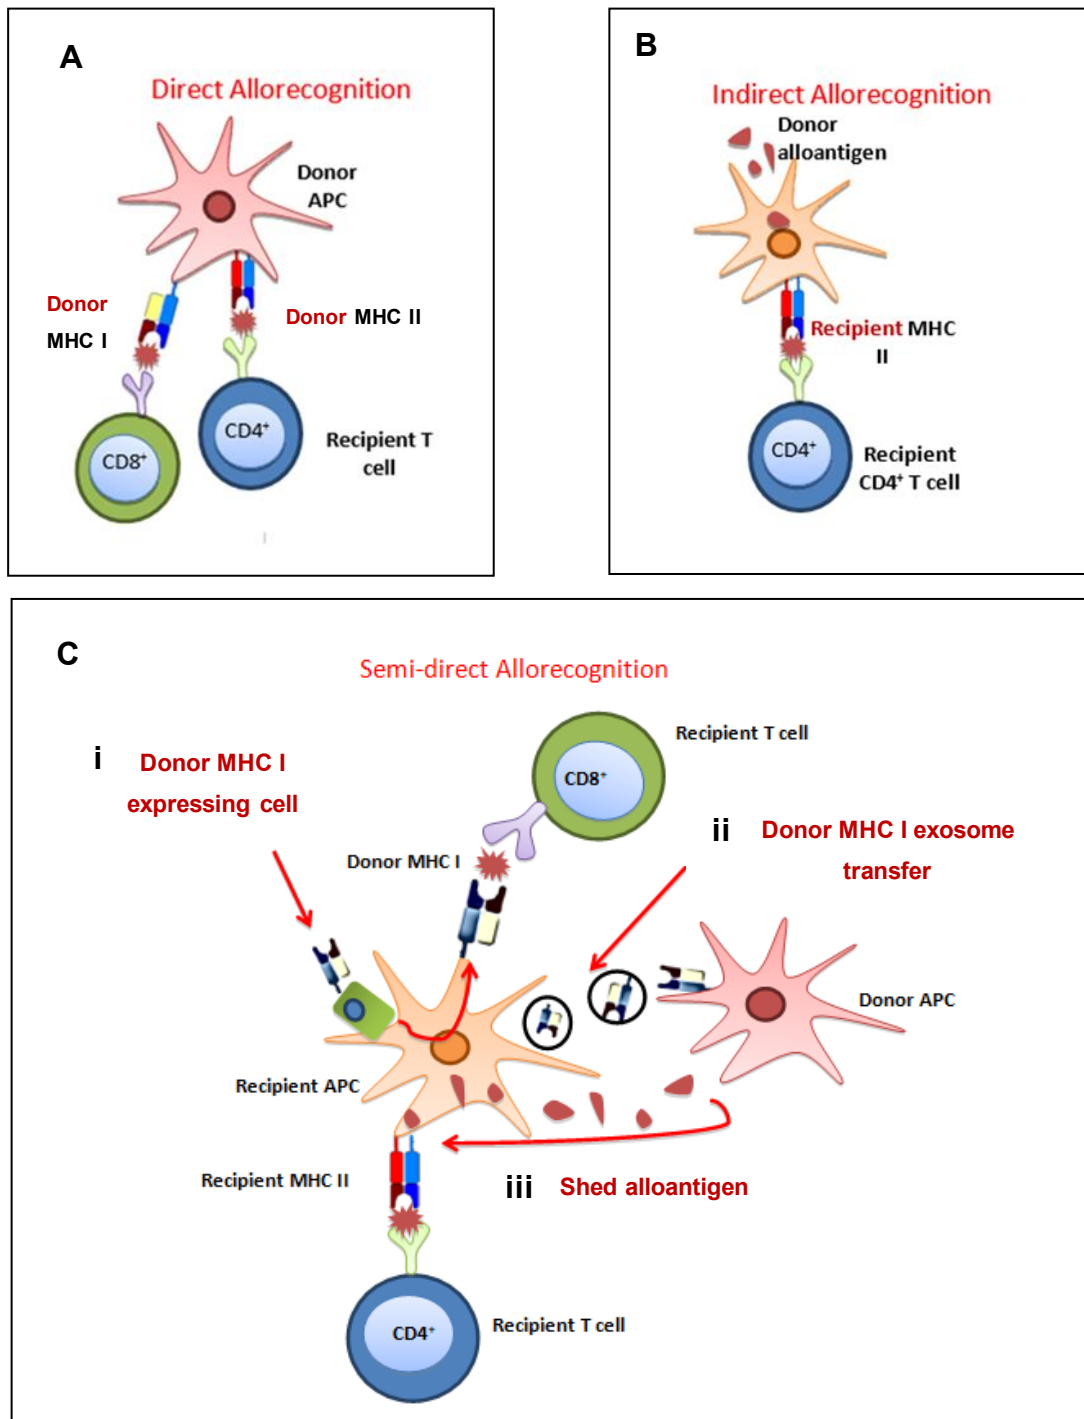 A
Direct Allorecognition
Donor
APC
Donor
MHC I
Donor MHC II
CD8+
CD4+
Recipient T
cell
B
Indirect Allorecognition
Donor
alloantigen
Recipient MHC
II
CD4+
Recipient
CD4+ T cell
C
Semi-direct Allorecognition
i Donor MHC I
expressing cell
Recipient T cell
CD8+
Donor MHC I
ii Donor MHC I exosome
transfer
Donor APC
Recipient APC
Recipient MHC II
iii Shed alloantigen
CD4+
Recipient T cell